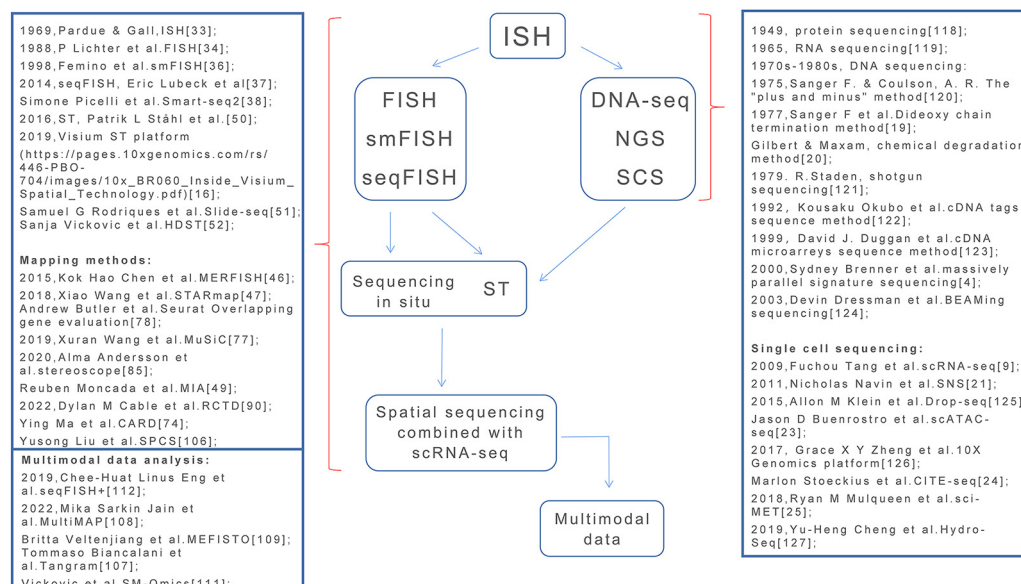 1969,Pardue & Gall,ISH[33];
1988,P Lichter et al.FISH[34];
1998,Femino et al.smFISH[36];
2014,seqFISH, Eric Lubeck et al[37];
Simone Picelli et al.Smart-seq2[38];
2016,ST, Patrik L Ståhl et al.[50];
2019,Visium ST platform
(https://pages.10xgenomics.com/rs/
446-PBO-
704/images/10x_BR060_Inside_Visium_
Spatial_Technology.pdf)[16];
Samuel G Rodriques et al.Slide-seq[51];
Sanja Vickovic et al.HDST[52];
Mapping methods:
2015,Kok Hao Chen et al.MERFISH[46];
2018,Xiao Wang et al.STARmap[47];
Andrew Butler et al.Seurat Overlapping
gene evaluation[78];
2019,Xuran Wang et al.MuSiC[77];
2020,Alma Andersson et
al.stereoscope[85];
Reuben Moncada et al.MIA[49];
2022,Dylan M Cable et al.RCTD[90];
Ying Ma et al.CARD[74];
Yusong Liu et al.SPCS[106];
Multimodal data analysis:
2019,Chee-Huat Linus Eng et
al.seqFISH+[112];
2022,Mika Sarkin Jain et
al.MultiMAP[108];
Britta Veltenjiang et al.MEFISTO[109];
Tommaso Biancalani et
al.Tangram[107];
Vickovic et al.SM-Omics[111];
ISH
FISH
smFISH
seqFISH
DNA-seq
NGS
SCS
Sequencing
in situ
ST
Spatial sequencing
combined with
scRNA-seq
Multimodal
data
1949, protein sequencing[118];
1965, RNA sequencing[119];
1970s-1980s, DNA sequencing:
1975,Sanger F. & Coulson, A. R. The
"plus and minus" method[120];
1977,Sanger F et al.Dideoxy chain
termination method[19];
Gilbert & Maxam, chemical degradation
method[20];
1979. R.Staden, shotgun
sequencing[121];
1992, Kousaku Okubo et al.cDNA tags
sequence method[122];
1999, David J. Duggan et al.cDNA
microarreys sequence method[123];
2000,Sydney Brenner et al.massively
parallel signature sequencing[4];
2003,Devin Dressman et al.BEAMing
sequencing[124];
Single cell sequencing:
2009,Fuchou Tang et al.scRNA-seq[9];
2011,Nicholas Navin et al.SNS[21];
2015,Allon M Klein et al.Drop-seq[125]
Jason D Buenrostro et al.scATAC-
seq[23];
2017, Grace X Y Zheng et al.10X
Genomics platform[126];
Marlon Stoeckius et al.CITE-seq[24];
2018,Ryan M Mulqueen et al.sci-
MET[25];
2019,Yu-Heng Cheng et al.Hydro-
Seq[127];